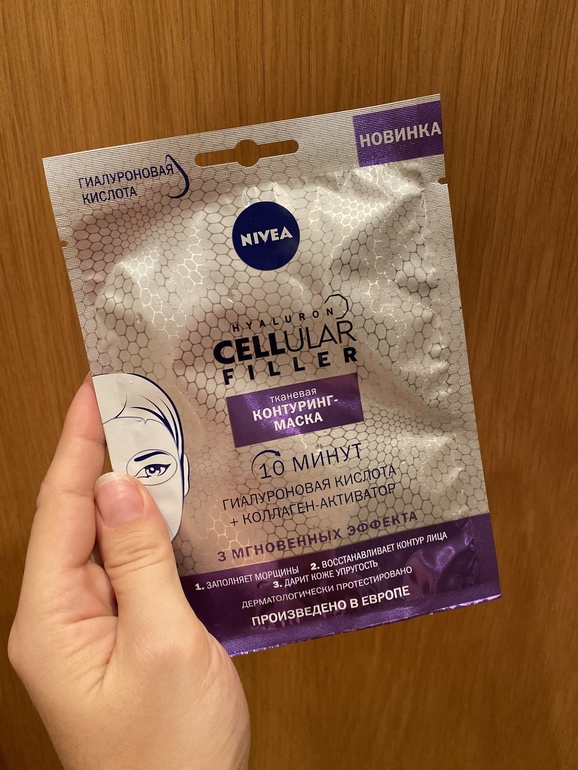 НОВИНКА
ГИАЛУРОНОВАЯ
КИСЛОТА
NIVEA
HYALURON
CELLULAR
FILLER
тканевая
КОНТУРИНГ-
МАСКА
10 МИНУТ
ГИАЛУРОНОВАЯ КИСЛОТА
+ КОЛЛАГЕН-АКТИВАТОР
3 МГНОВЕННЫХ ЭФФЕКТА
1. ЗАПОЛНЯЕТ МОРЩИНЫ 2. ВОССТАНАВЛИВАЕТ КОНТУР ЛИЦА
3. ДАРИТ КОЖЕ УПРУГОСТЬ
ДЕРМАТОЛОГИЧЕСКИ ПРОТЕСТИРОВАНО
ПРОИЗВЕДЕНО В ЕВРОПЕ